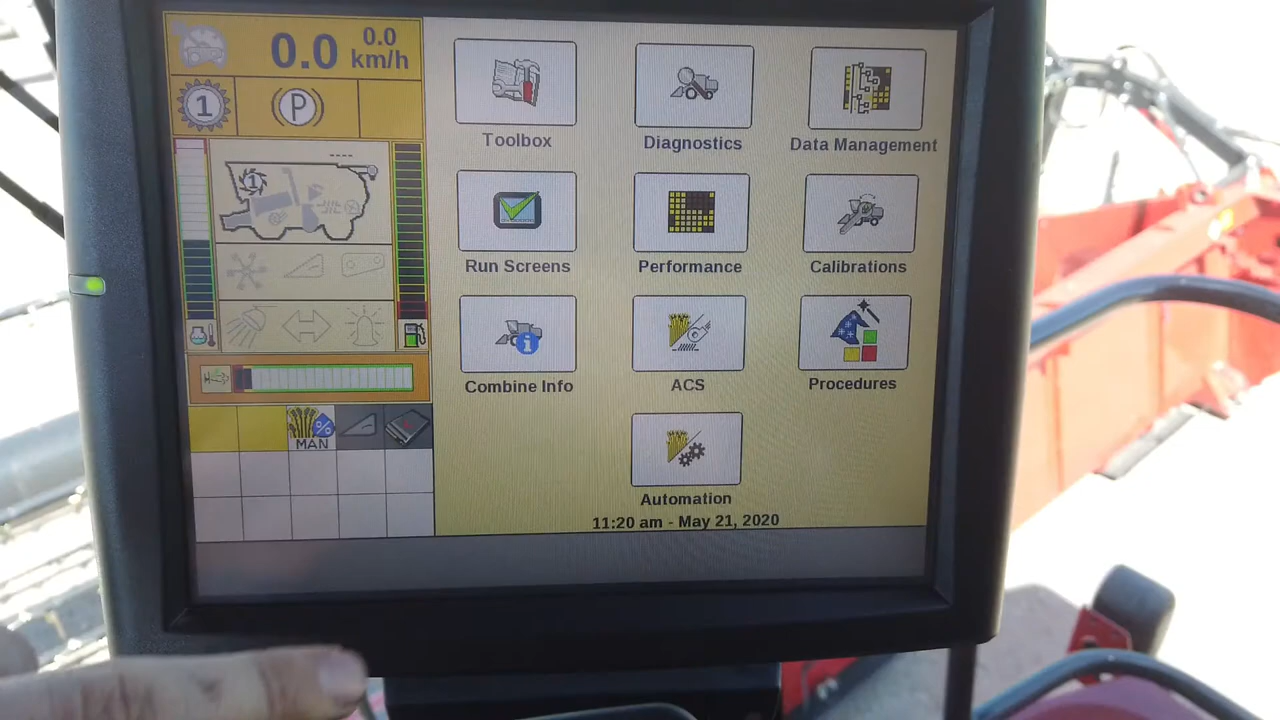 0.0
0.0
km/h
1
P
----
1
%
MAN
Toolbox
Diagnostics
Data Management
Run Screens
Performance
Calibrations
Combine Info
ACS
Procedures
Automation
11:20 am - May 21, 2020